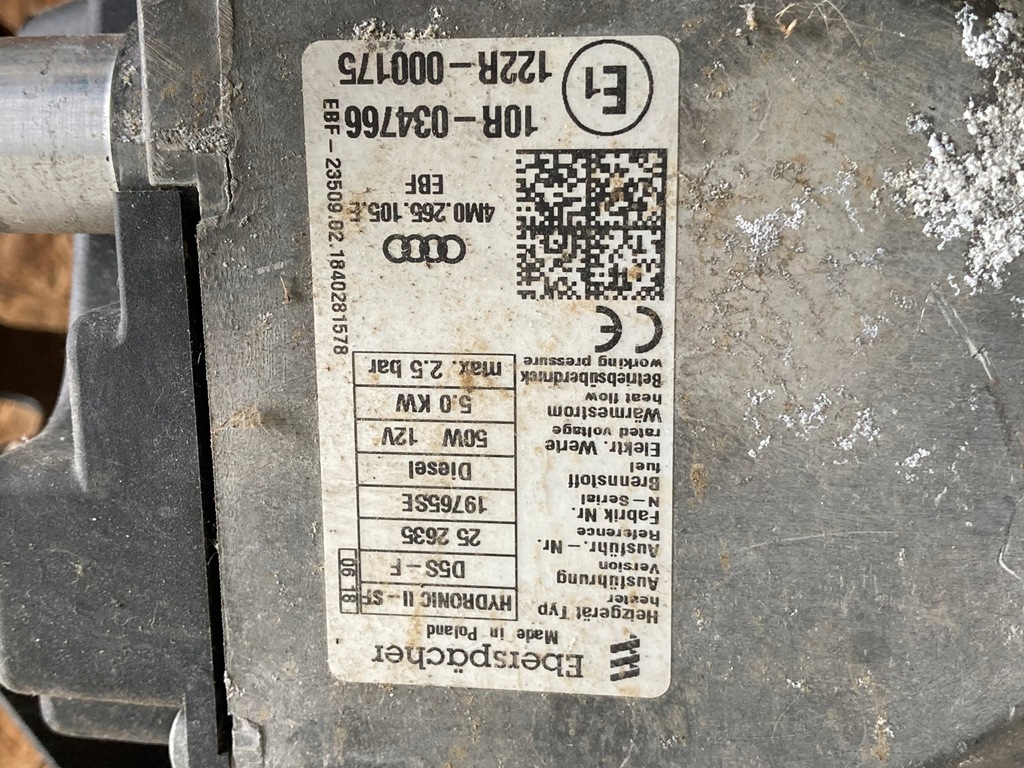 Eberspächer
Made in Poland
Heizgerät Typ
heater
HYDRONIC II-SF
Ausführung
Version
D5S-F
06 18
Ausführ.-Nr.
Reference
25 2635
Fabrik Nr.
N-Serial
19765SE
Brennstoff
fuel
Diesel
Elektr. Werte
rated voltage
50W 12V
Wärmestrom
heat flow
5.0 KW
Betriebsüberdruck
working pressure
max. 2.5 bar
CE
4M0.265.105.E
EBF
EBF-23509.02 1840281578
E1
10R-034766
122R-000175